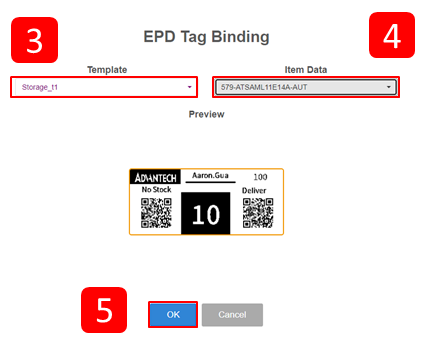 3
4
EPD Tag Binding
Template
Item Data
Storage_t1
579-ATSAML11E14A-AUT
Preview
ADVANTECH Aaron.Gua 100
No Stock Deliver
10
5
OK Cancel